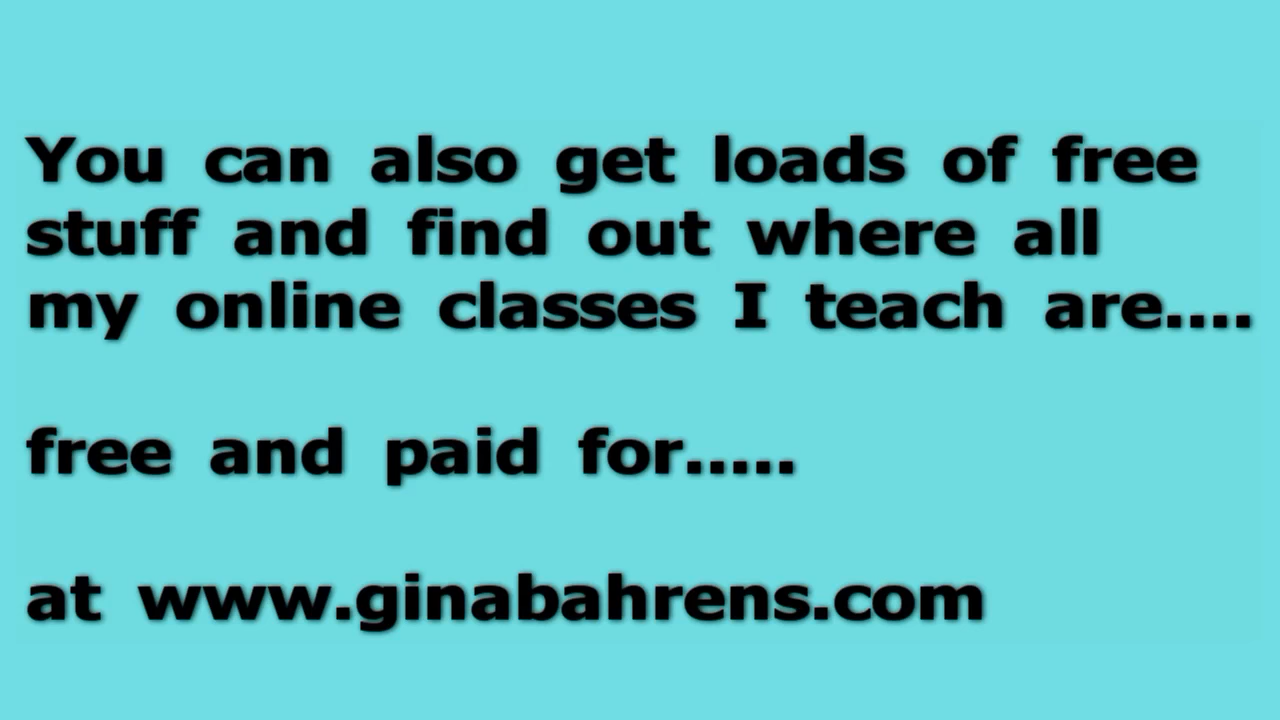 You can also get loads of free
stuff and find out where all
my online classes I teach are....
free and paid for.....
at www.ginabahrens.com